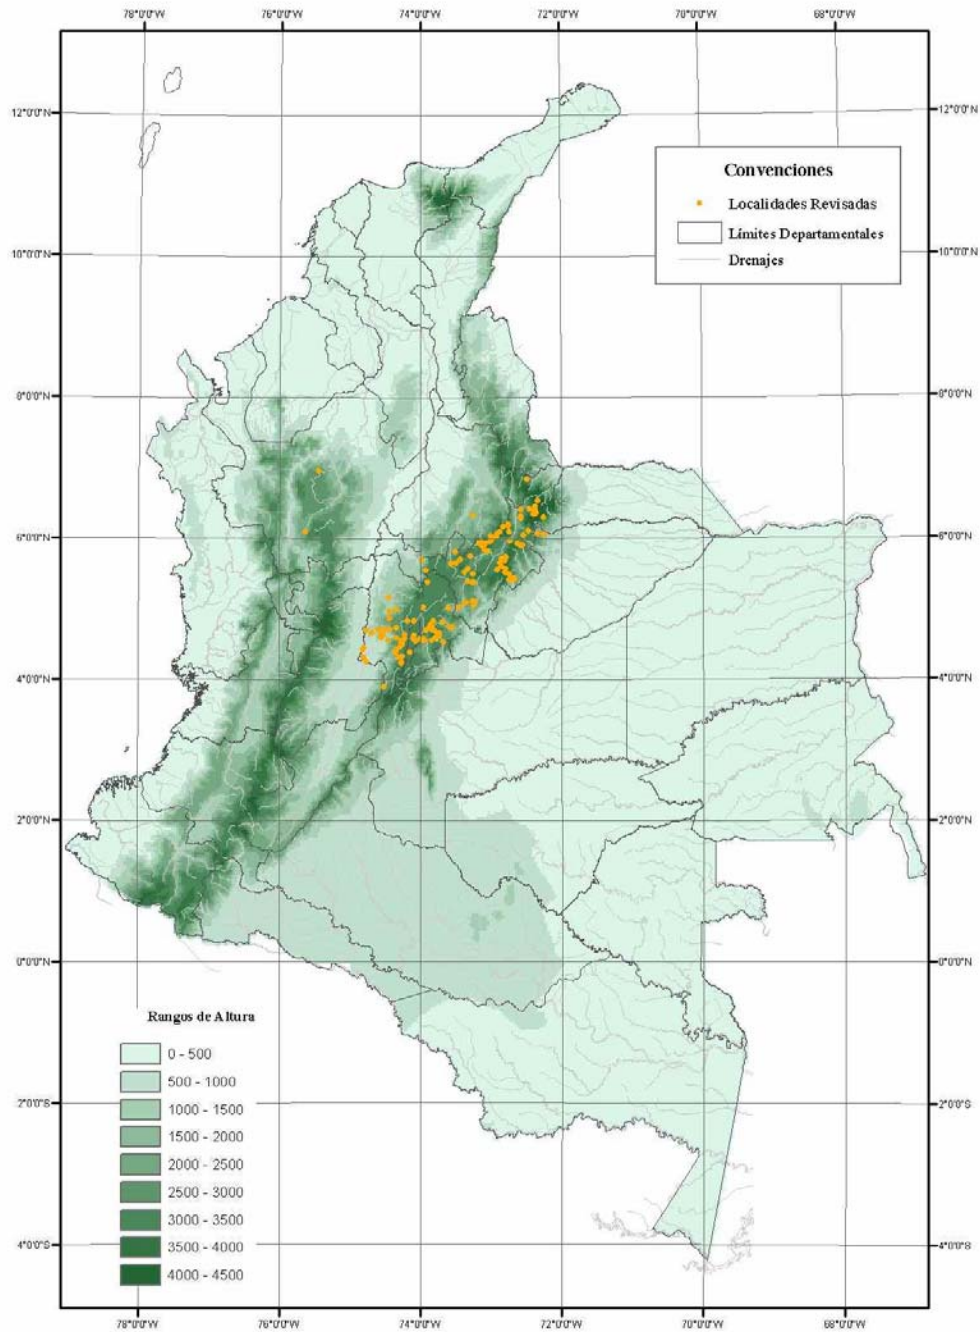 78°0'0"W 76°0'0"W 74°0'0"W 72°0'0"W 70°0'0"W 68°0'0"W
12°0'0"N 12°0'0"N
Convenciones
Localidades Revisadas
Límites Departamentales
Drenajes
10°0'0"N 10°0'0"N
8°0'0"N 8°0'0"N
6°0'0"N 6°0'0"N
4°0'0"N 4°0'0"N
2°0'0"N 2°0'0"N
0°0'0"N 0°0'0"N
Rangos de Altura
0 - 500
500 - 1000
1000 - 1500
1500 - 2000
2000 - 2500
2500 - 3000
3000 - 3500
3500 - 4000
4000 - 4500
2°0'0"S 2°0'0"S
4°0'0"S 4°0'0"S
78°0'0"W 76°0'0"W 74°0'0"W 72°0'0"W 70°0'0"W 68°0'0"W